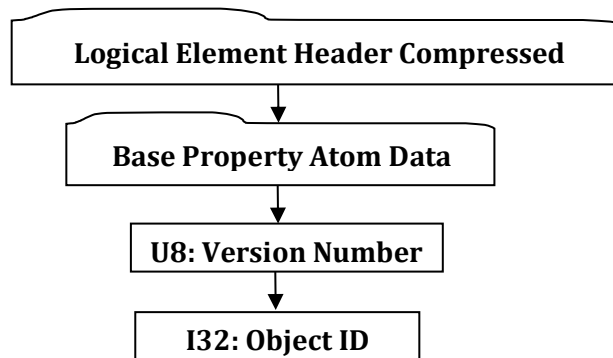 Logical Element Header Compressed
Base Property Atom Data
U8: Version Number
I32: Object ID